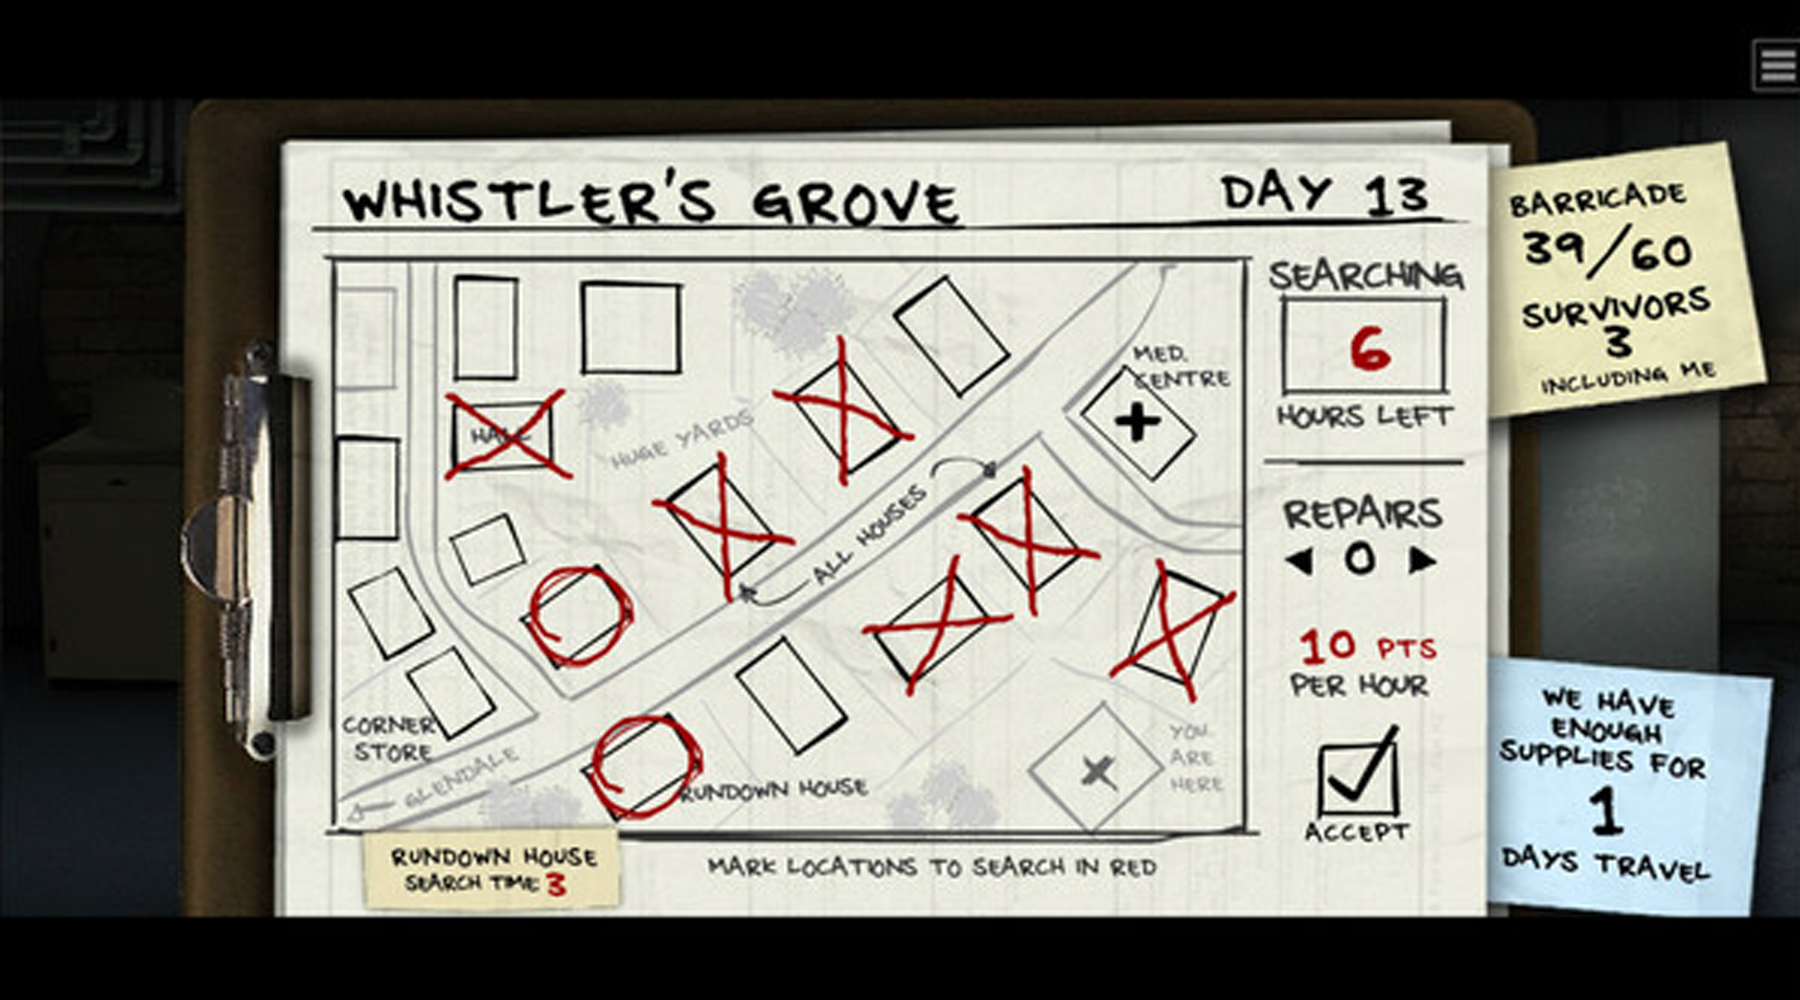 WHISTLER'S GROVE
DAY 13
BARRICADE
39/60
SURVIVORS
3
INCLUDING ME
SEARCHING
6
HOURS LEFT
MED.
CENTRE
HALL
HUGE YARDS
ALL HOUSES
REPAIRS
0
10 PTS
PER HOUR
ACCEPT
CORNER
STORE
GLENDALE
RUNDOWN HOUSE
YOU
ARE
HERE
RUNDOWN HOUSE
SEARCH TIME 3
MARK LOCATIONS TO SEARCH IN RED
WE HAVE
ENOUGH
SUPPLIES FOR
1
DAYS TRAVEL